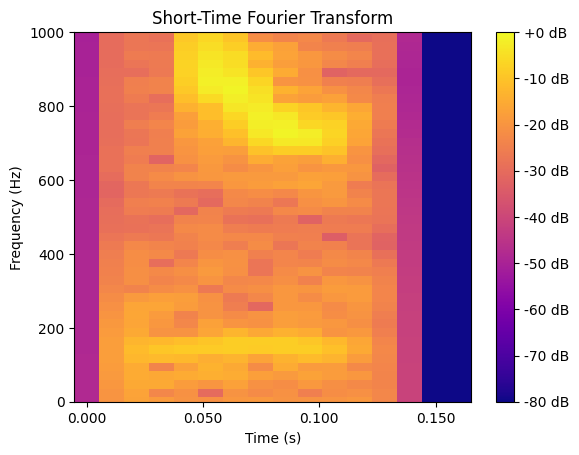 Short-Time Fourier Transform
Frequency (Hz)
1000
800
600
400
200
0
0.000
0.050
0.100
0.150
Time (s)
+0 dB
-10 dB
-20 dB
-30 dB
-40 dB
-50 dB
-60 dB
-70 dB
-80 dB